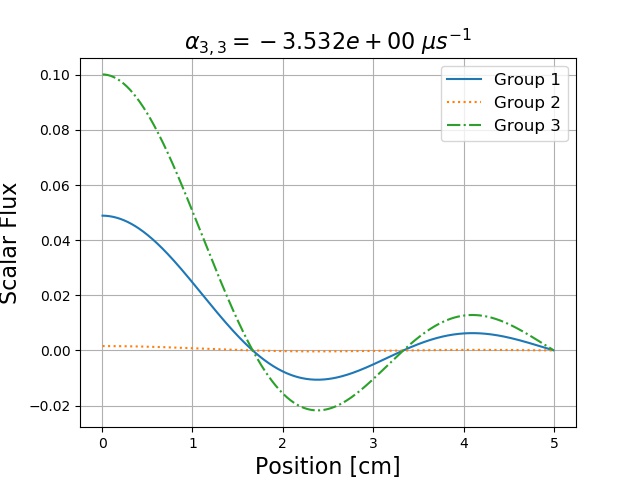 α3,3 = −3.532e + 00 μs−1
Group 1
Group 2
Group 3
Scalar Flux
0.10
0.08
0.06
0.04
0.02
0.00
−0.02
0 1 2 3 4 5
Position [cm]